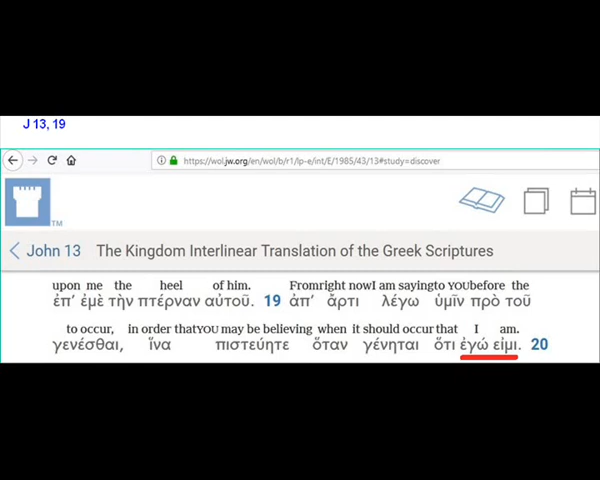 J 13, 19
https://wol.jw.org/en/wol/b/r1/lp-e/int/E/1985/43/13#study=discover
TM
John 13 The Kingdom Interlinear Translation of the Greek Scriptures
upon me the heel of him. Fromright nowI am sayingto YOUbefore the
ἐπ’ ἐμὲ τὴν πτέρναν αὐτοῦ. 19 ἀπ’ ἄρτι λέγω ὑμῖν πρὸ τοῦ
to occur, in order thatYOU may be believing when it should occur that I am.
γενέσθαι, ἵνα πιστεύητε ὅταν γένηται ὅτι ἐγώ εἰμι. 20